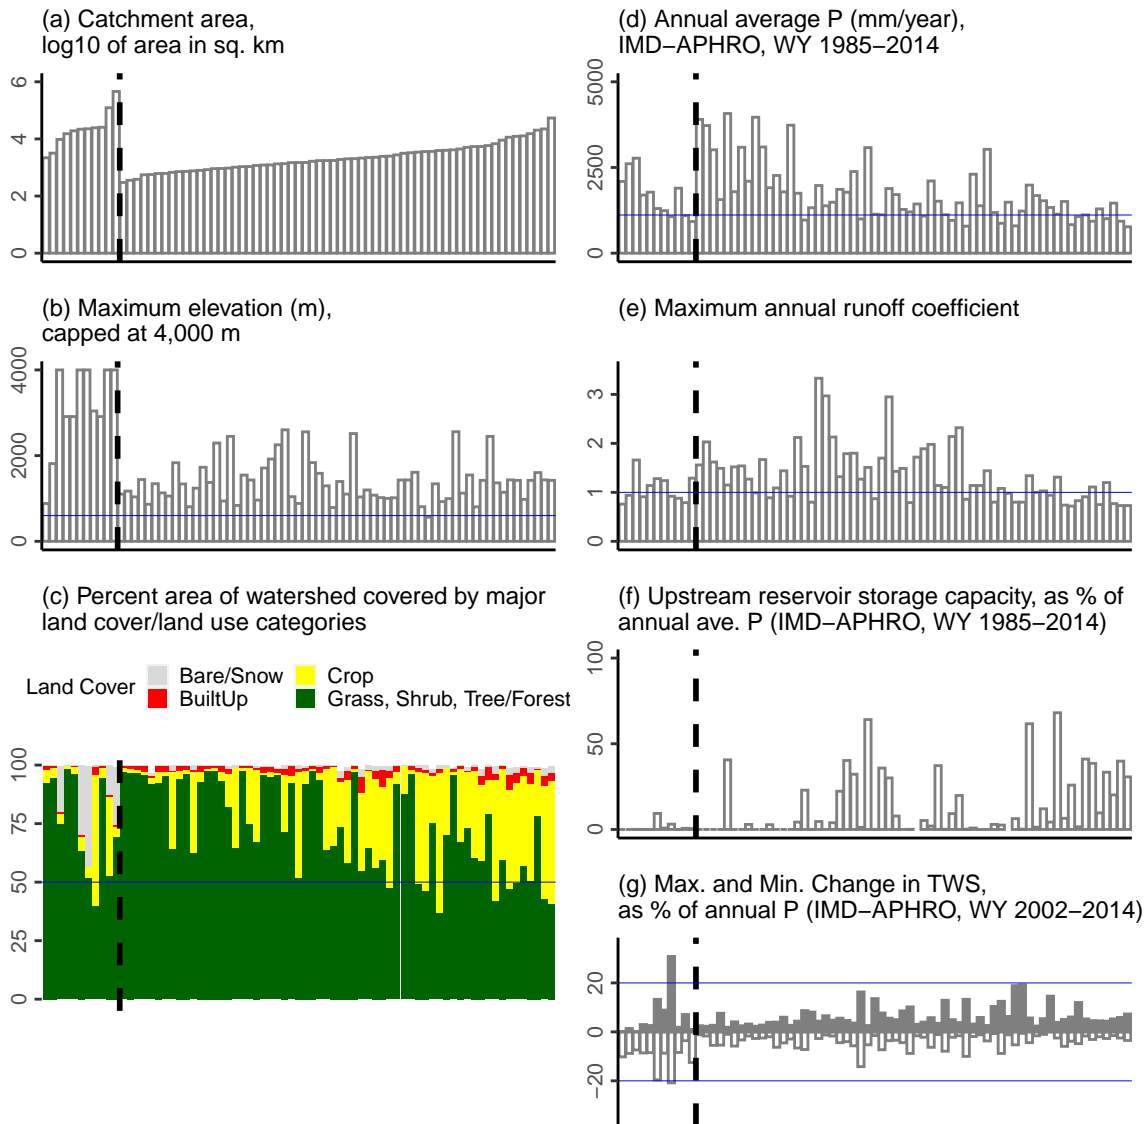 (a) Catchment area,
log10 of area in sq. km
6
4
2
0
(b) Maximum elevation (m),
capped at 4,000 m
4000
2000
0
(c) Percent area of watershed covered by major
land cover/land use categories
Land Cover
Bare/Snow
BuiltUp
Crop
Grass, Shrub, Tree/Forest
100
75
50
25
0
(d) Annual average P (mm/year),
IMD−APHRO, WY 1985−2014
5000
2500
0
(e) Maximum annual runoff coefficient
3
2
1
0
(f) Upstream reservoir storage capacity, as % of
annual ave. P (IMD−APHRO, WY 1985−2014)
100
50
0
(g) Max. and Min. Change in TWS,
as % of annual P (IMD−APHRO, WY 2002−2014)
20
0
−20